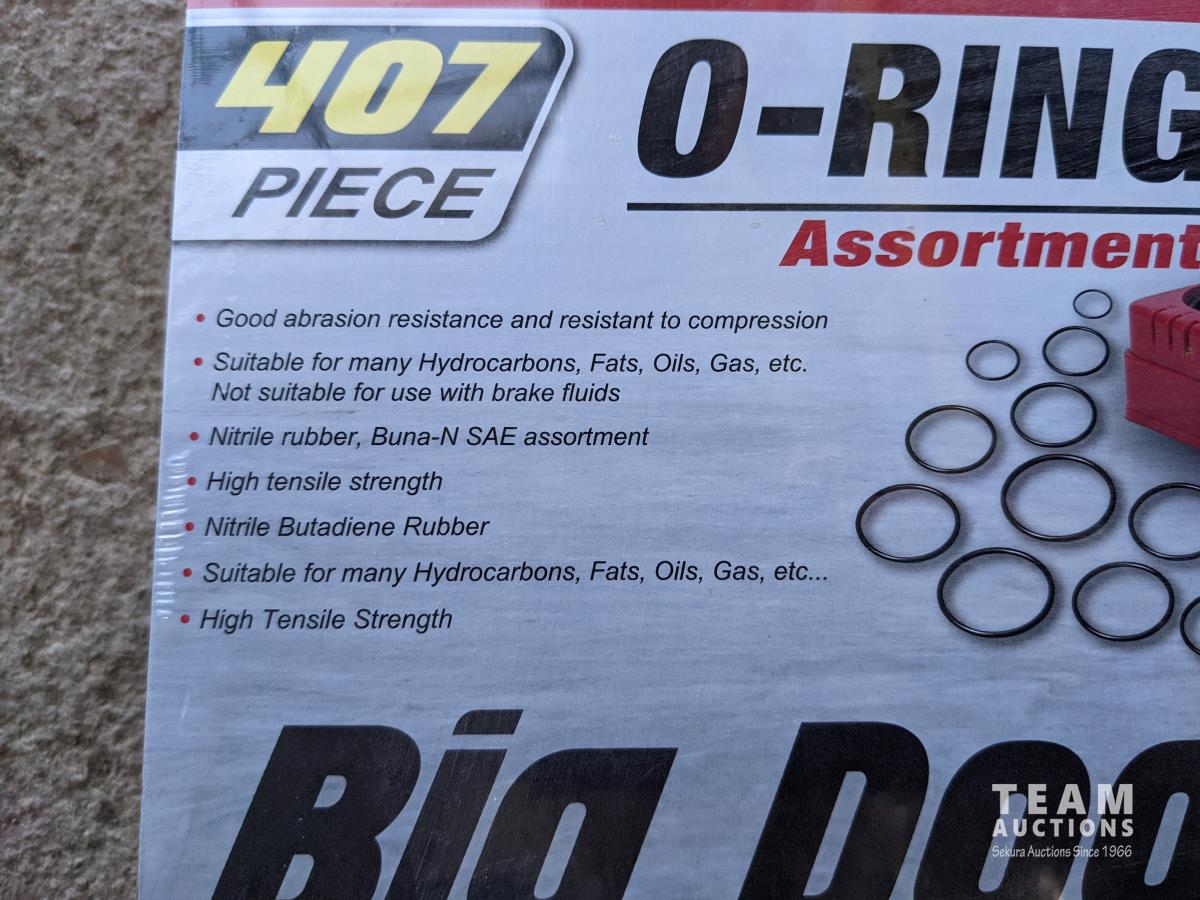 407
PIECE
O-RING
Assortment
• Good abrasion resistance and resistant to compression
• Suitable for many Hydrocarbons, Fats, Oils, Gas, etc.
Not suitable for use with brake fluids
• Nitrile rubber, Buna-N SAE assortment
• High tensile strength
• Nitrile Butadiene Rubber
• Suitable for many Hydrocarbons, Fats, Oils, Gas, etc...
• High Tensile Strength
Big
TEAM
AUCTIONS
Sekura Auctions Since 1966